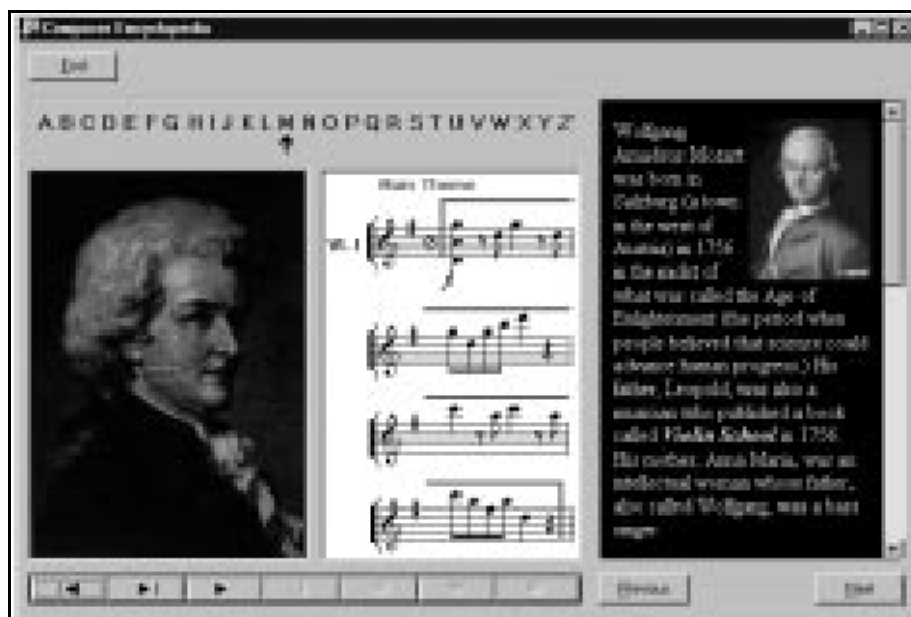 Composer Encyclopedia
Exit
A B C D E F G H I J K L M N O P Q R S T U V W X Y Z
Main Theme
Vl. I
Wolfgang
Amadeus Mozart
was born in
Salzburg (a town
in the west of
Austria) in 1756
in the midst of
what was called the Age of
Enlightenment (the period when
people believed that science could
advance human progress.) His
father, Leopold, was also a
musician who published a book
called Violin School in 1756.
His mother, Anna Maria, was an
intellectual woman whose father,
also called Wolfgang, was a bass
singer.
Previous
Next